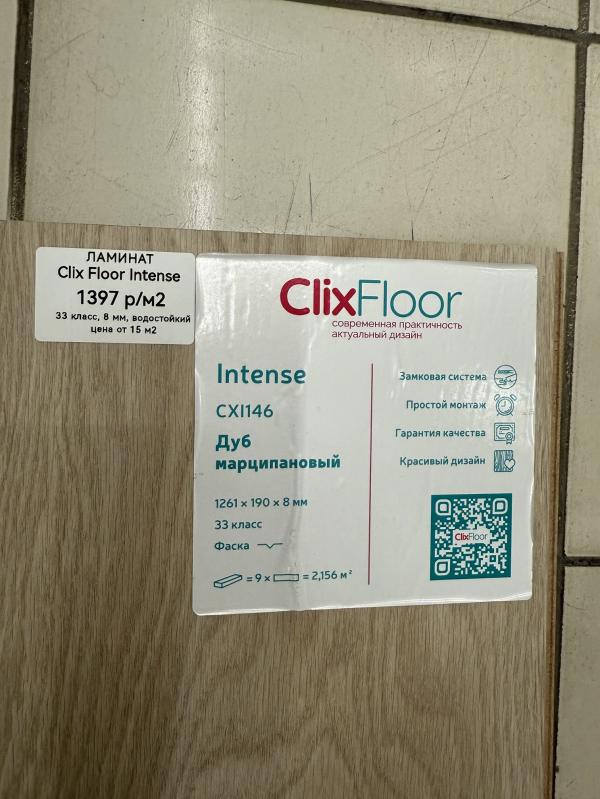 ЛАМИНАТ
Clix Floor Intense
1397 р/м2
33 класс, 8 мм, водостойкий
цена от 15 м2
ClixFloor
современная практичность
актуальный дизайн
Intense
CXI146
Дуб
марципановый
1261 × 190 × 8 мм
33 класс
Фаска
= 9 × = 2,156 м²
Замковая система
Простой монтаж
Гарантия качества
Красивый дизайн
ClixFloor